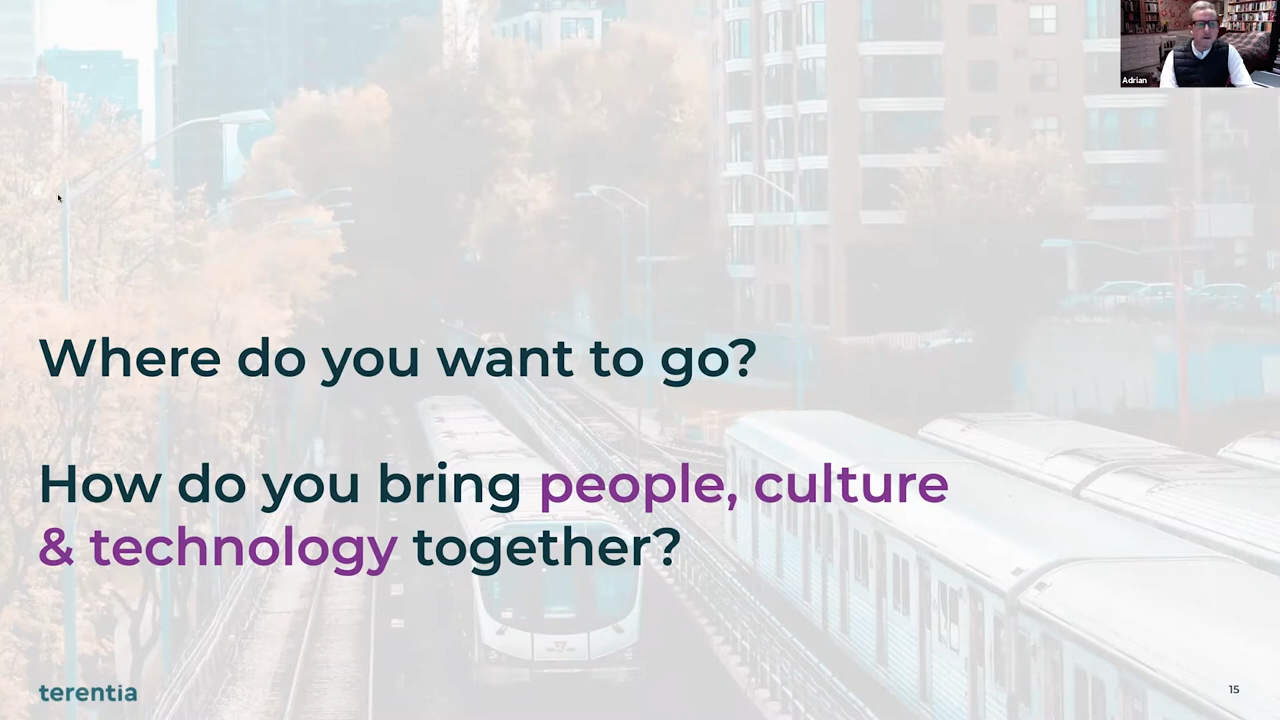 Adrian
Where do you want to go?
How do you bring people, culture
& technology together?
terentia
15